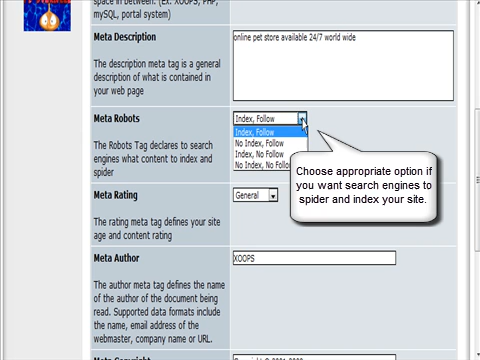 space in between. (Ex. XOOPS, PHP,
mySQL, portal system)
Meta Description
The description meta tag is a general
description of what is contained in
your web page
online pet store available 24/7 world wide
Meta Robots
The Robots Tag declares to search
engines what content to index and
spider
Index, Follow
Index, Follow
No Index, Follow
Index, No Follow
No Index, No Follow
Choose appropriate option if
you want search engines to
spider and index your site.
Meta Rating
The rating meta tag defines your site
age and content rating
General
Meta Author
The author meta tag defines the name
of the author of the document being
read. Supported data formats include
the name, email address of the
webmaster, company name or URL.
XOOPS